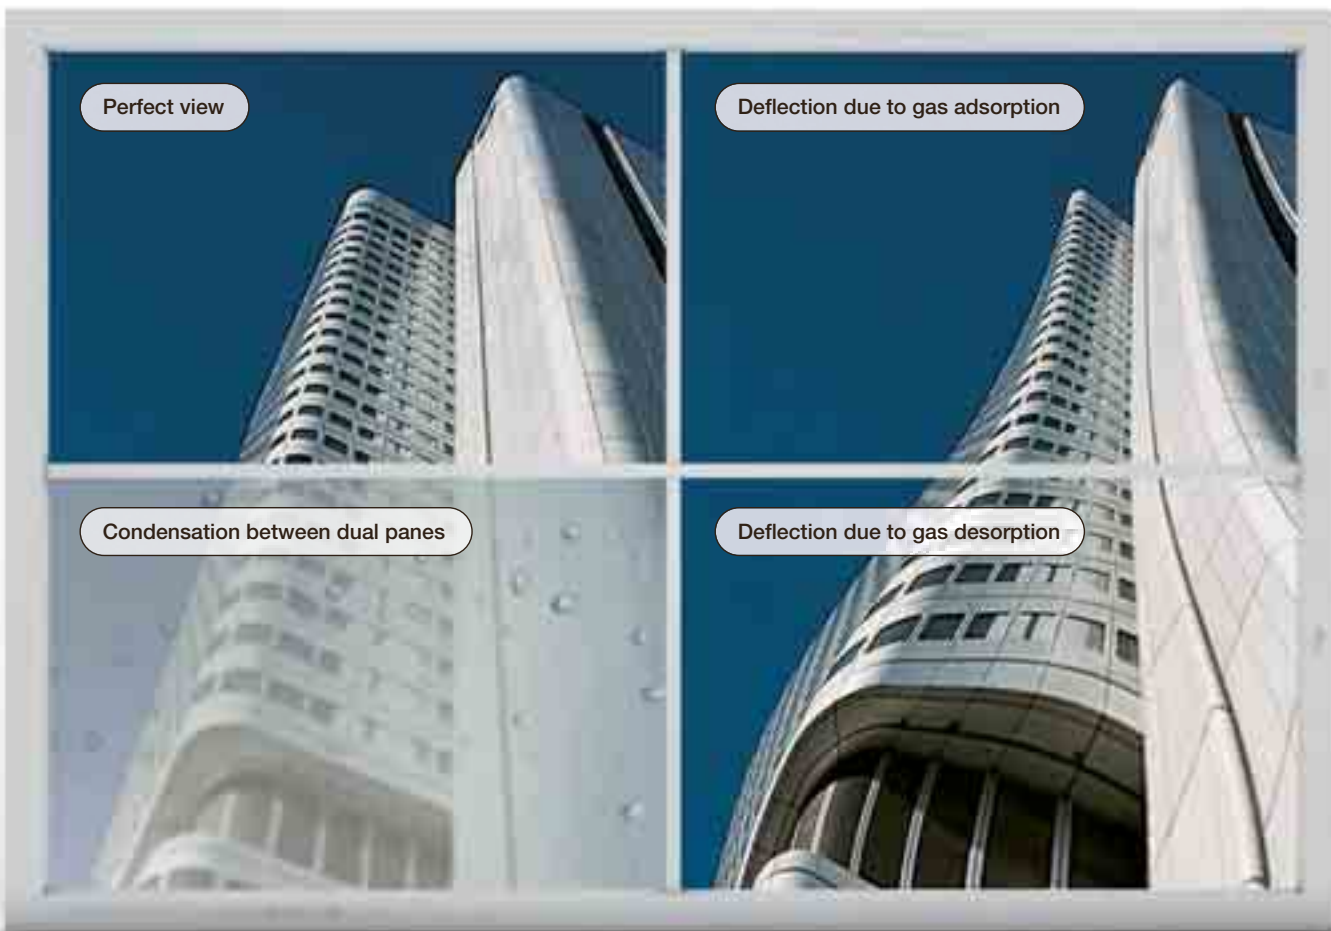 Perfect view
Deflection due to gas adsorption
Condensation between dual panes
Deflection due to gas desorption